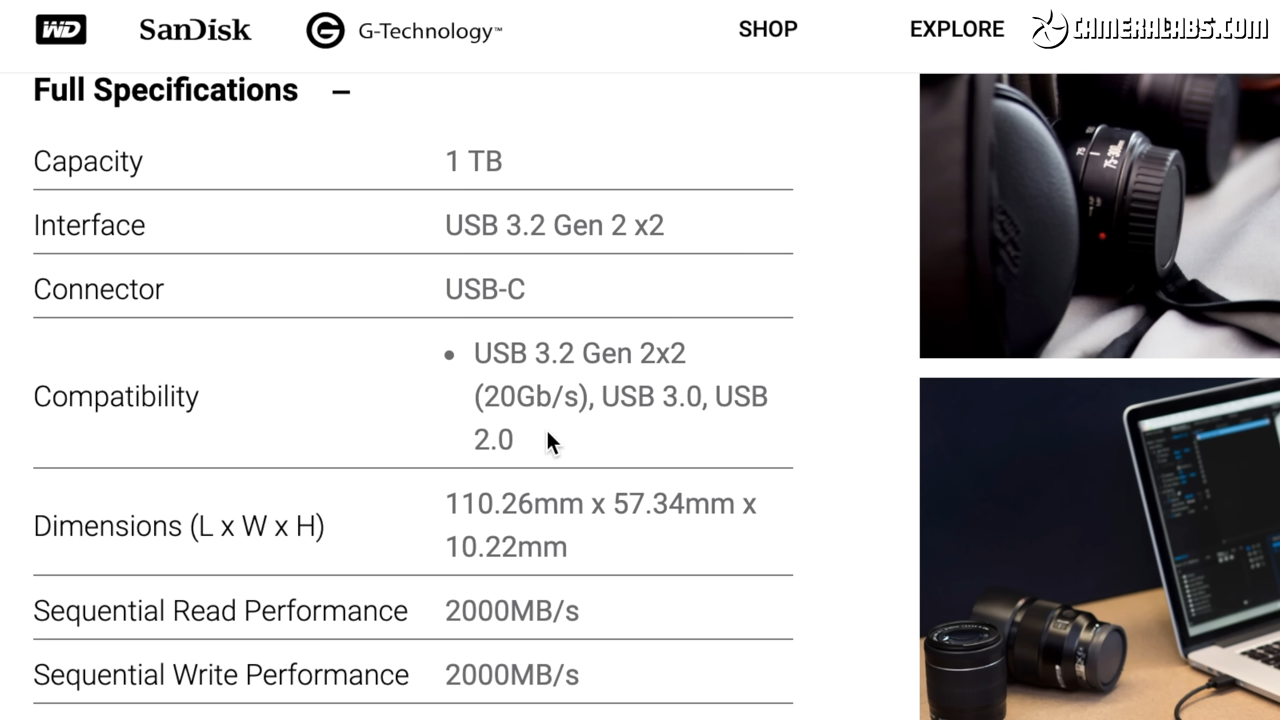 WD SanDisk G-Technology™ SHOP EXPLORE CAMERALABS.COM
Full Specifications –
Capacity 1 TB
Interface USB 3.2 Gen 2 x2
Connector USB-C
Compatibility • USB 3.2 Gen 2x2
(20Gb/s), USB 3.0, USB
2.0
Dimensions (L x W x H) 110.26mm x 57.34mm x
10.22mm
Sequential Read Performance 2000MB/s
Sequential Write Performance 2000MB/s
75